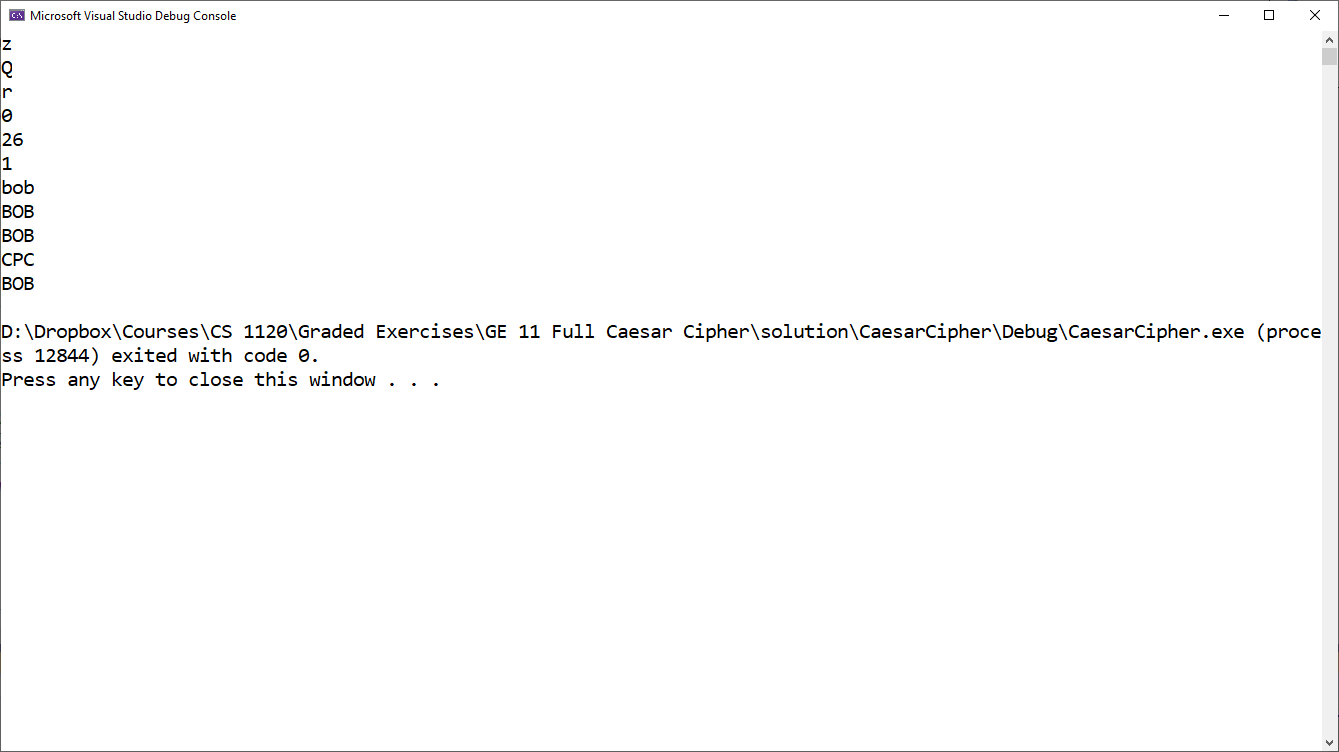 Microsoft Visual Studio Debug Console
z
Q
r
0
26
1
bob
BOB
BOB
CPC
BOB
D:\Dropbox\Courses\CS 1120\Graded Exercises\GE 11 Full Caesar Cipher\solution\CaesarCipher\Debug\CaesarCipher.exe (proce
ss 12844) exited with code 0.
Press any key to close this window . . .